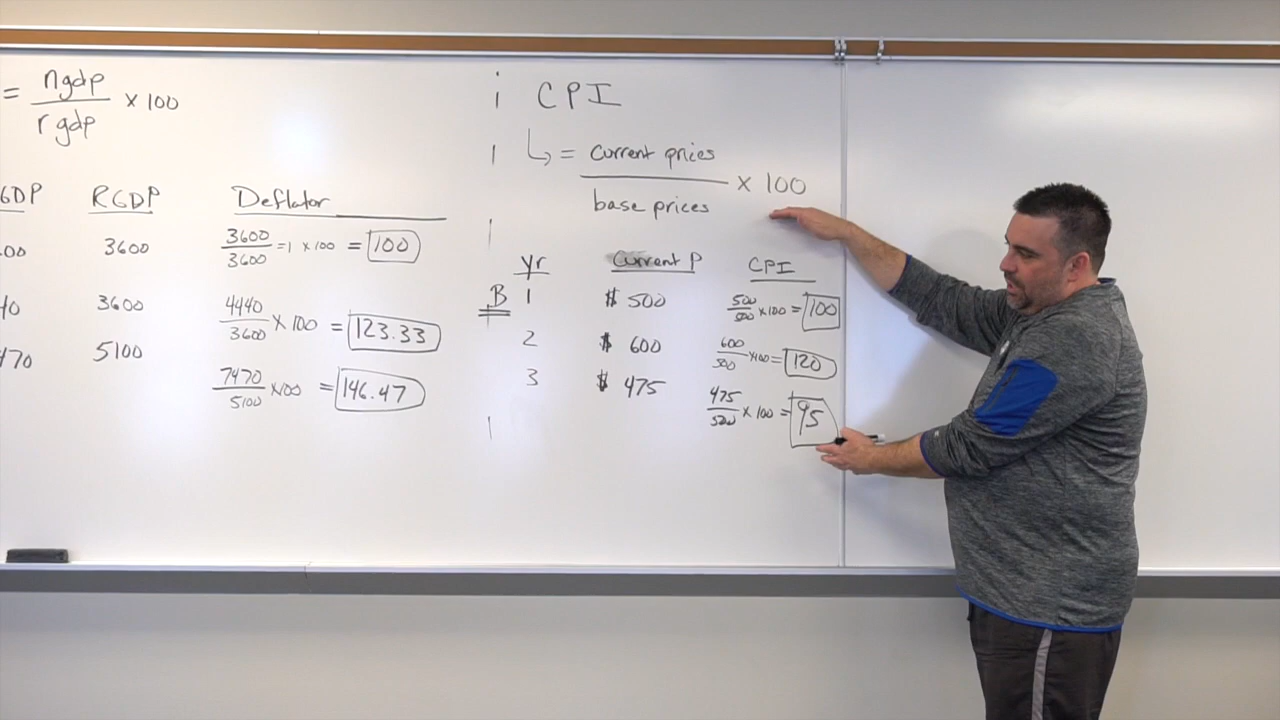 = ngdp / rgdp × 100
GDP RGDP Deflator
00 3600 3600/3600 = 1 × 100 = 100
40 3600 4440/3600 × 100 = 123.33
470 5100 7470/5100 ×100 = 146.47
CPI
↳ = current prices / base prices × 100
yr Current P CPI
B 1 $ 500 500/500 ×100 = 100
2 $ 600 600/500 ×100 = 120
3 $ 475 475/500 × 100 = 95